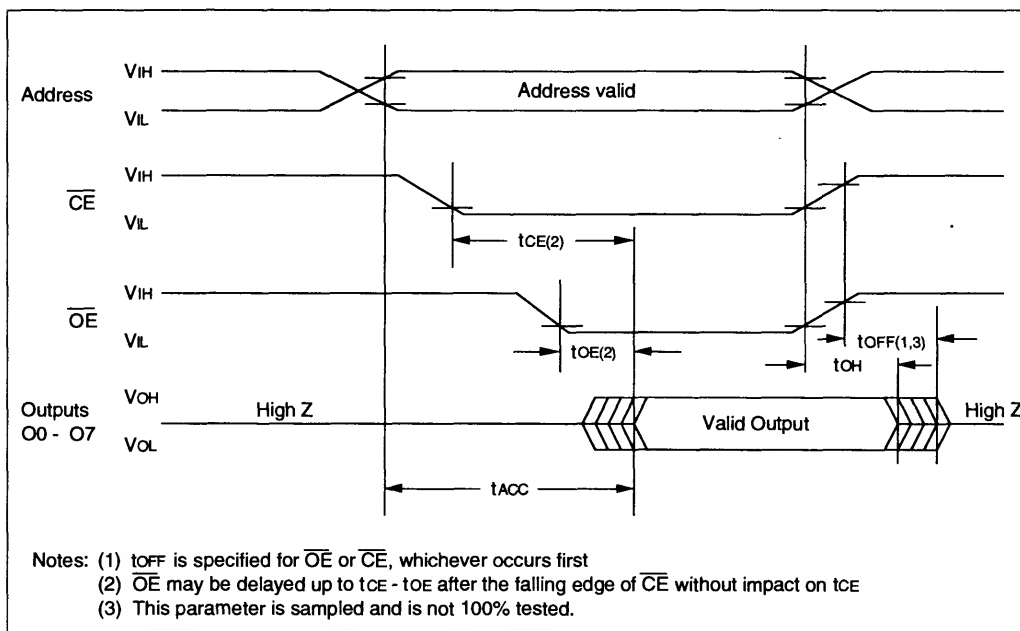 Address
VIH
VIL
Address valid
CE
VIH
VIL
tCE(2)
OE
VIH
VIL
tOE(2)
tOFF(1,3)
tOH
Outputs
O0 - O7
VOH
VOL
High Z
Valid Output
High Z
tACC
Notes: (1) tOFF is specified for OE or CE, whichever occurs first
(2) OE may be delayed up to tCE - tOE after the falling edge of CE without impact on tCE
(3) This parameter is sampled and is not 100% tested.